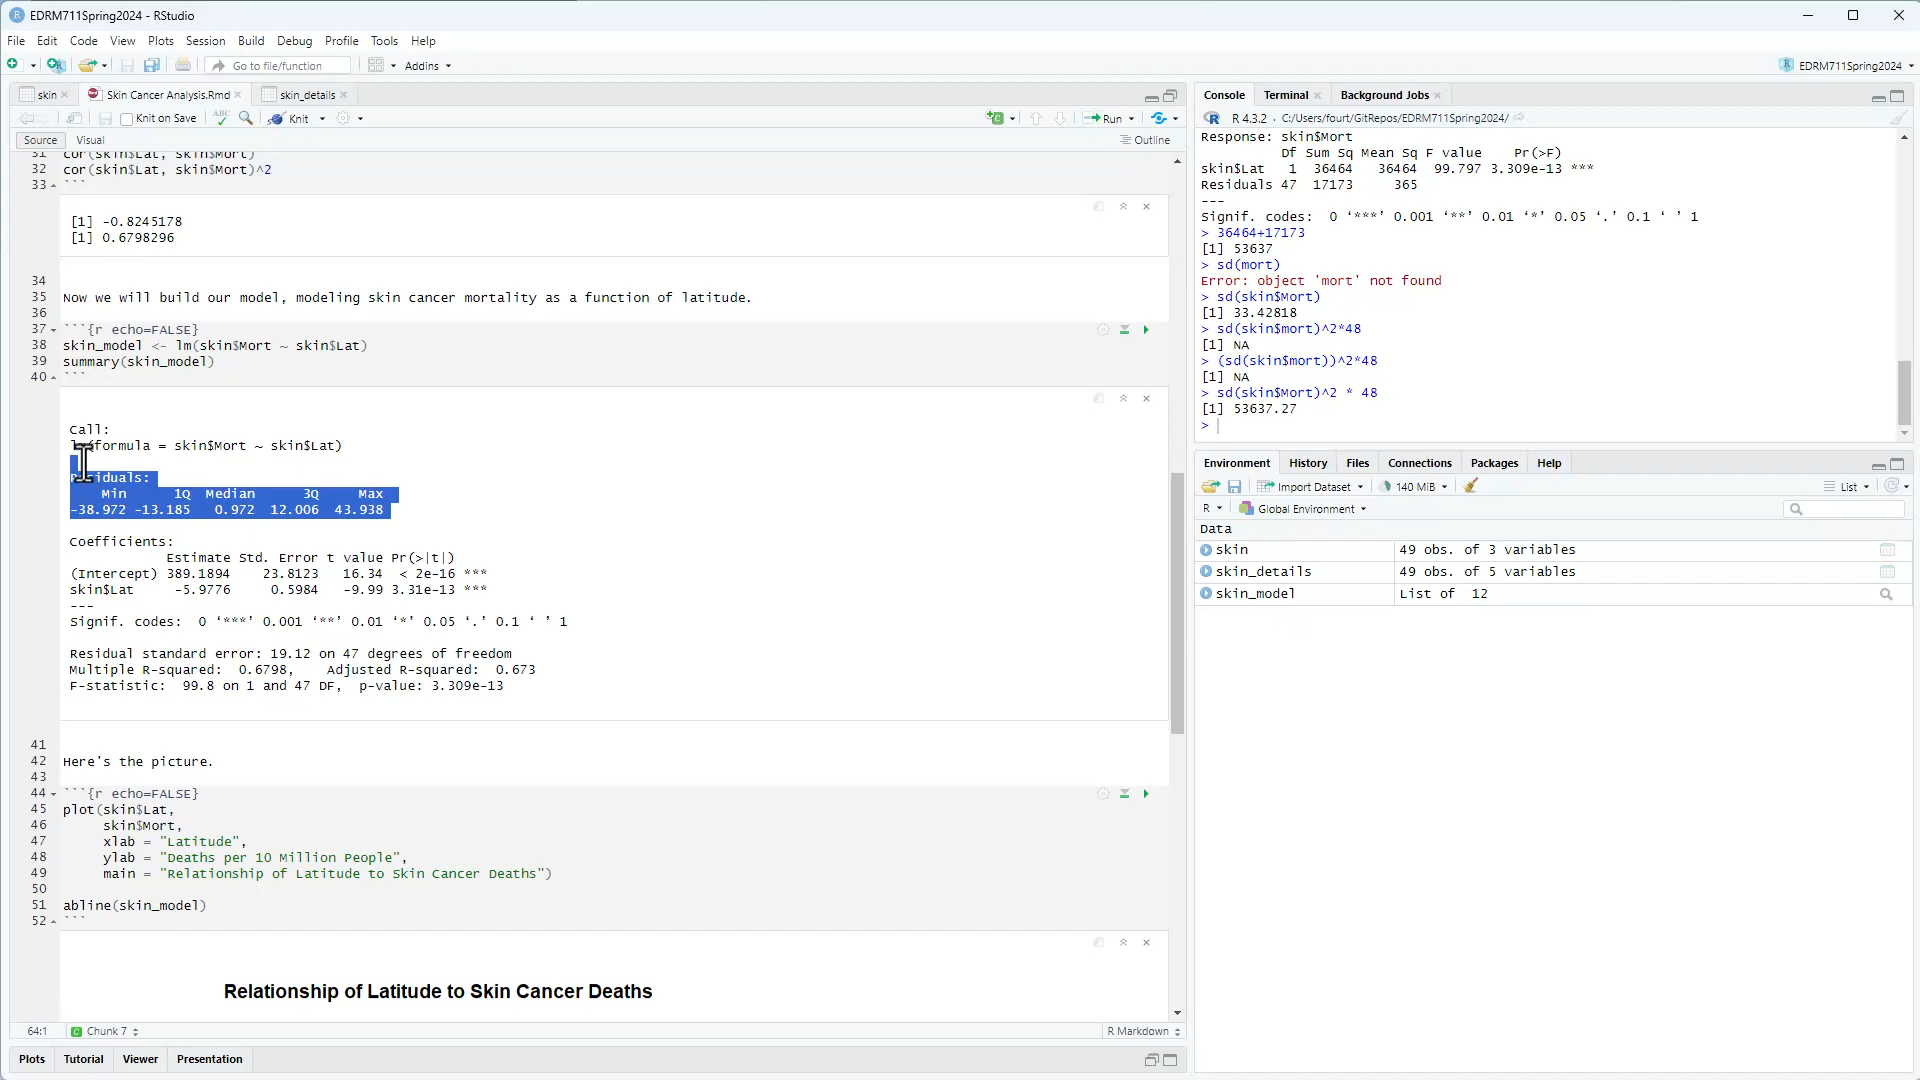 EDRM711Spring2024 - RStudio
File Edit Code View Plots Session Build Debug Profile Tools Help
Go to file/function Addins EDRM711Spring2024
skin Skin Cancer Analysis.Rmd skin_details
Knit on Save Knit Run
Source Visual Outline
31 cor(skin$Lat, skin$Mort)
32 cor(skin$Lat, skin$Mort)^2
33 ```
[1] -0.8245178
[1] 0.6798296
34
35 Now we will build our model, modeling skin cancer mortality as a function of latitude.
36
37 ```{r echo=FALSE}
38 skin_model <- lm(skin$Mort ~ skin$Lat)
39 summary(skin_model)
40 ```
Call:
lm(formula = skin$Mort ~ skin$Lat)
Residuals:
Min 1Q Median 3Q Max
-38.972 -13.185 0.972 12.006 43.938
Coefficients:
Estimate Std. Error t value Pr(>|t|)
(Intercept) 389.1894 23.8123 16.34 < 2e-16 ***
skin$Lat -5.9776 0.5984 -9.99 3.31e-13 ***
---
Signif. codes: 0 ‘***’ 0.001 ‘**’ 0.01 ‘*’ 0.05 ‘.’ 0.1 ‘ ’ 1
Residual standard error: 19.12 on 47 degrees of freedom
Multiple R-squared: 0.6798, Adjusted R-squared: 0.673
F-statistic: 99.8 on 1 and 47 DF, p-value: 3.309e-13
41
42 Here's the picture.
43
44 ```{r echo=FALSE}
45 plot(skin$Lat,
46 skin$Mort,
47 xlab = "Latitude",
48 ylab = "Deaths per 10 Million People",
49 main = "Relationship of Latitude to Skin Cancer Deaths")
50
51 abline(skin_model)
52 ```
Relationship of Latitude to Skin Cancer Deaths
64:1 Chunk 7 R Markdown
Plots Tutorial Viewer Presentation
Console Terminal Background Jobs
R 4.3.2 · C:/Users/fourt/GitRepos/EDRM711Spring2024/
Response: skin$Mort
Df Sum Sq Mean Sq F value Pr(>F)
skin$Lat 1 36464 36464 99.797 3.309e-13 ***
Residuals 47 17173 365
---
Signif. codes: 0 ‘***’ 0.001 ‘**’ 0.01 ‘*’ 0.05 ‘.’ 0.1 ‘ ’ 1
> 36464+17173
[1] 53637
> sd(mort)
Error: object 'mort' not found
> sd(skin$Mort)
[1] 33.42818
> sd(skin$mort)^2*48
[1] NA
> (sd(skin$mort))^2*48
[1] NA
> sd(skin$Mort)^2 * 48
[1] 53637.27
>
Environment History Files Connections Packages Help
Import Dataset 140 MiB List
R Global Environment
Data
skin 49 obs. of 3 variables
skin_details 49 obs. of 5 variables
skin_model List of 12